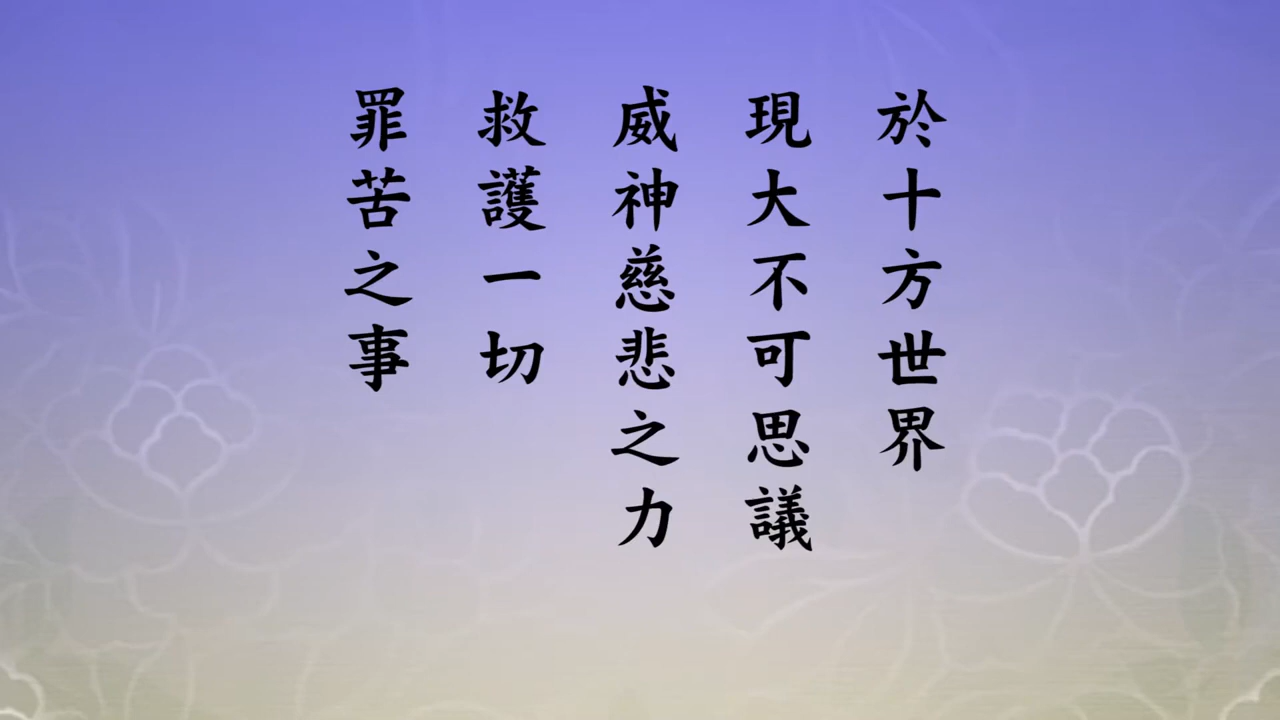 於十方世界
現大不可思議
威神慈悲之力
救護一切
罪苦之事